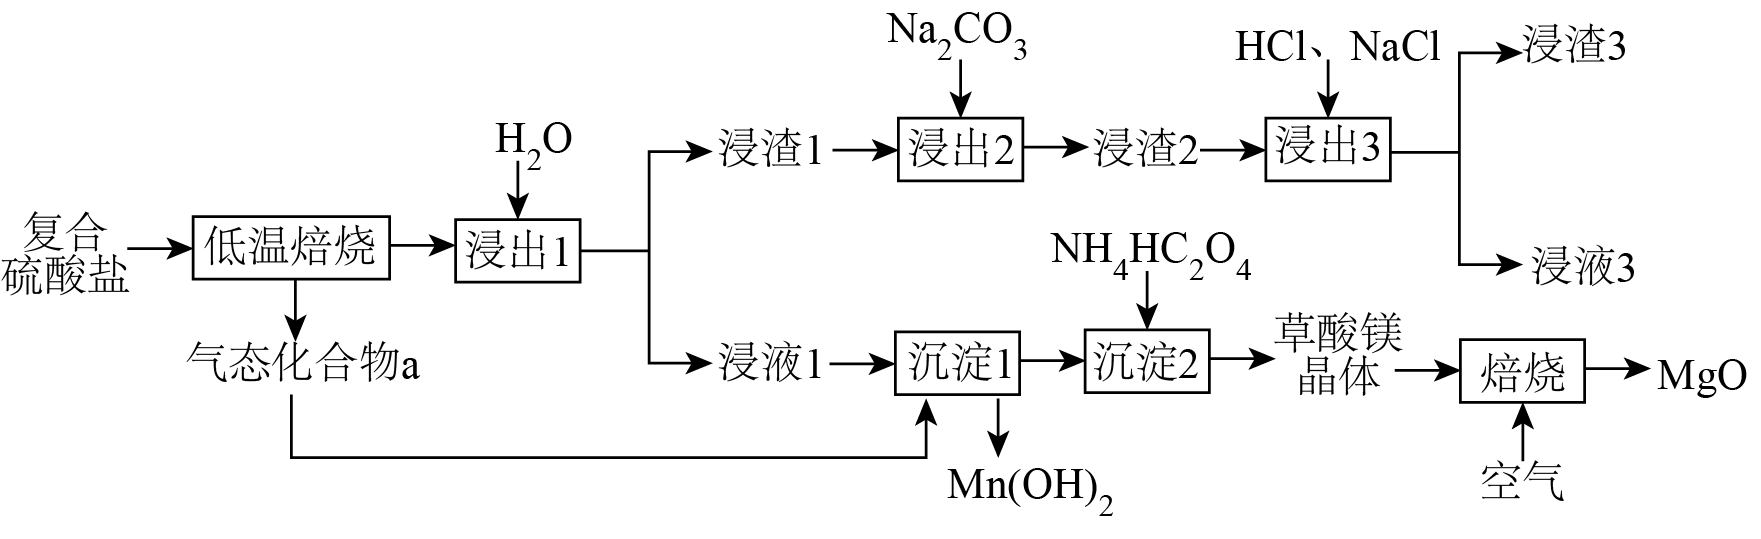 Na₂CO₃
HCl、NaCl
浸渣3
H₂O
浸渣1
浸出2
浸渣2
浸出3
复合
硫酸盐
低温焙烧
浸出1
NH₄HC₂O₄
浸液3
气态化合物a
浸液1
沉淀1
沉淀2
草酸镁
晶体
焙烧
MgO
Mn(OH)₂
空气